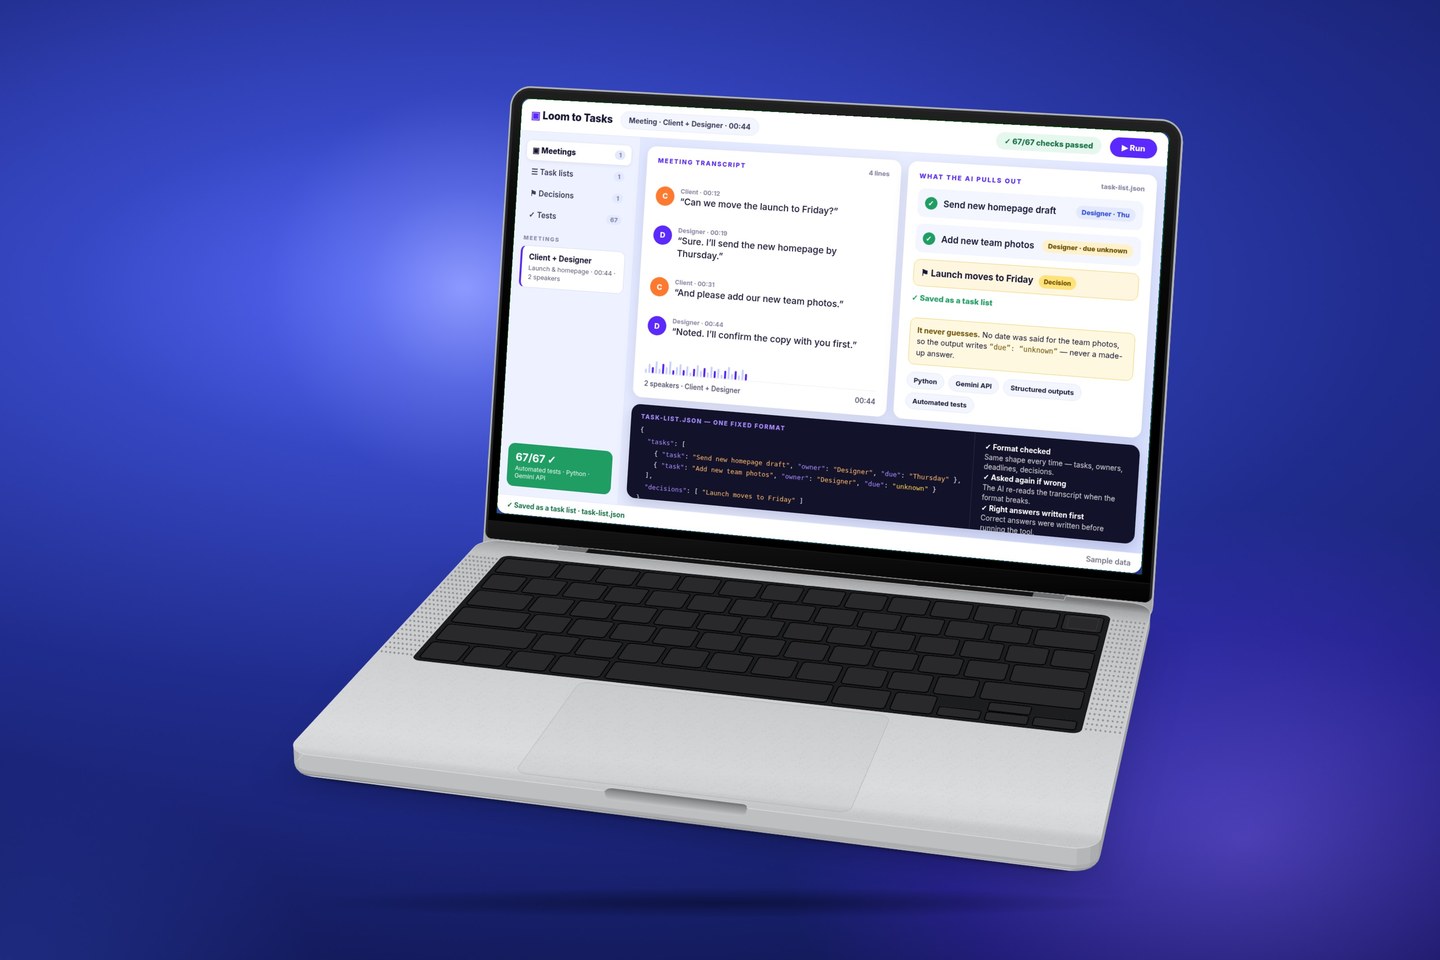 Loom to Tasks
Meeting · Client + Designer · 00:44
✓ 67/67 checks passed
▶ Run
Meetings 1
Task lists 1
Decisions 1
✓ Tests 67
MEETINGS
Client + Designer
Launch & homepage · 00:44 ·
2 speakers
67/67 ✓
Automated tests · Python ·
Gemini API
MEETING TRANSCRIPT
4 lines
C
Client · 00:12
“Can we move the launch to Friday?”
D
Designer · 00:19
“Sure. I’ll send the new homepage by
Thursday.”
C
Client · 00:31
“And please add our new team photos.”
D
Designer · 00:44
“Noted. I’ll confirm the copy with you first.”
2 speakers · Client + Designer
00:44
WHAT THE AI PULLS OUT
task-list.json
✓ Send new homepage draft Designer · Thu
✓ Add new team photos Designer · due unknown
⚑ Launch moves to Friday Decision
✓ Saved as a task list
It never guesses. No date was said for the team photos,
so the output writes "due": "unknown" — never a made-
up answer.
Python
Gemini API
Structured outputs
Automated tests
TASK-LIST.JSON — ONE FIXED FORMAT
{
"tasks": [
{ "task": "Send new homepage draft", "owner": "Designer", "due": "Thursday" },
{ "task": "Add new team photos", "owner": "Designer", "due": "unknown" }
],
"decisions": [ "Launch moves to Friday" ]
}
✓ Format checked
Same shape every time — tasks, owners,
deadlines, decisions.
✓ Asked again if wrong
The AI re-reads the transcript when the
format breaks.
✓ Right answers written first
Correct answers were written before
running the tool.
✓ Saved as a task list · task-list.json
Sample data